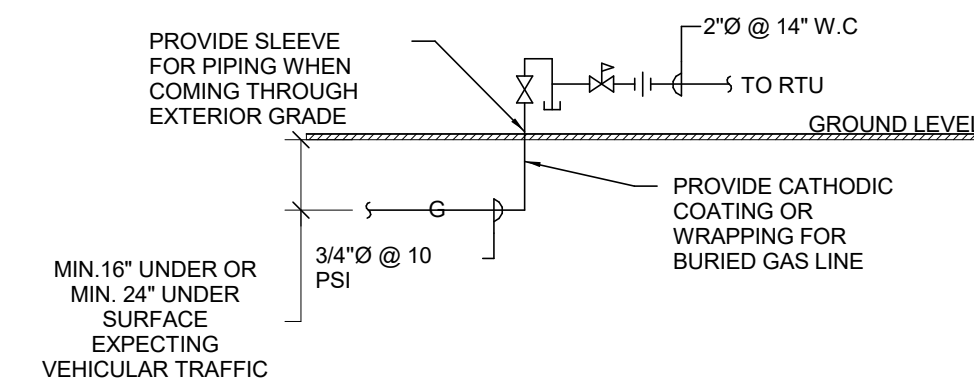 PROVIDE SLEEVE
FOR PIPING WHEN
COMING THROUGH
EXTERIOR GRADE
2"Ø @ 14" W.C
TO RTU
GROUND LEVEL
G
3/4"Ø @ 10
PSI
PROVIDE CATHODIC
COATING OR
WRAPPING FOR
BURIED GAS LINE
MIN.16" UNDER OR
MIN. 24" UNDER
SURFACE
EXPECTING
VEHICULAR TRAFFIC